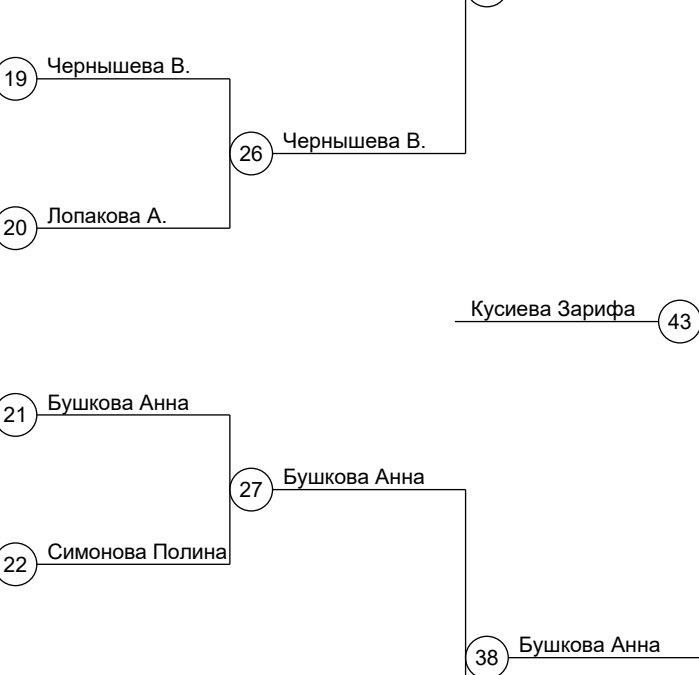 19 Чернышева В.
26 Чернышева В.
20 Лопакова А.
Кусиева Зарифа 43
21 Бушкова Анна
27 Бушкова Анна
22 Симонова Полина
38 Бушкова Анна